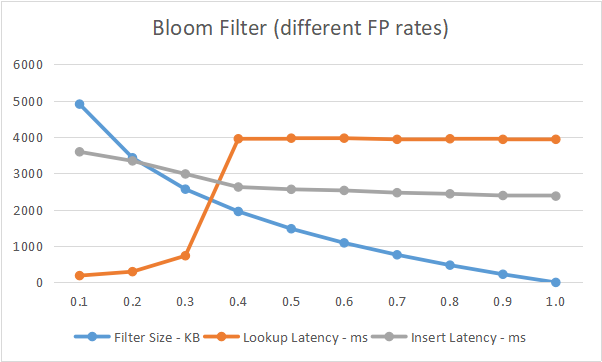 Bloom Filter (different FP rates)
6000
5000
4000
3000
2000
1000
0
0.1 0.2 0.3 0.4 0.5 0.6 0.7 0.8 0.9 1.0
Filter Size - KB Lookup Latency - ms Insert Latency - ms